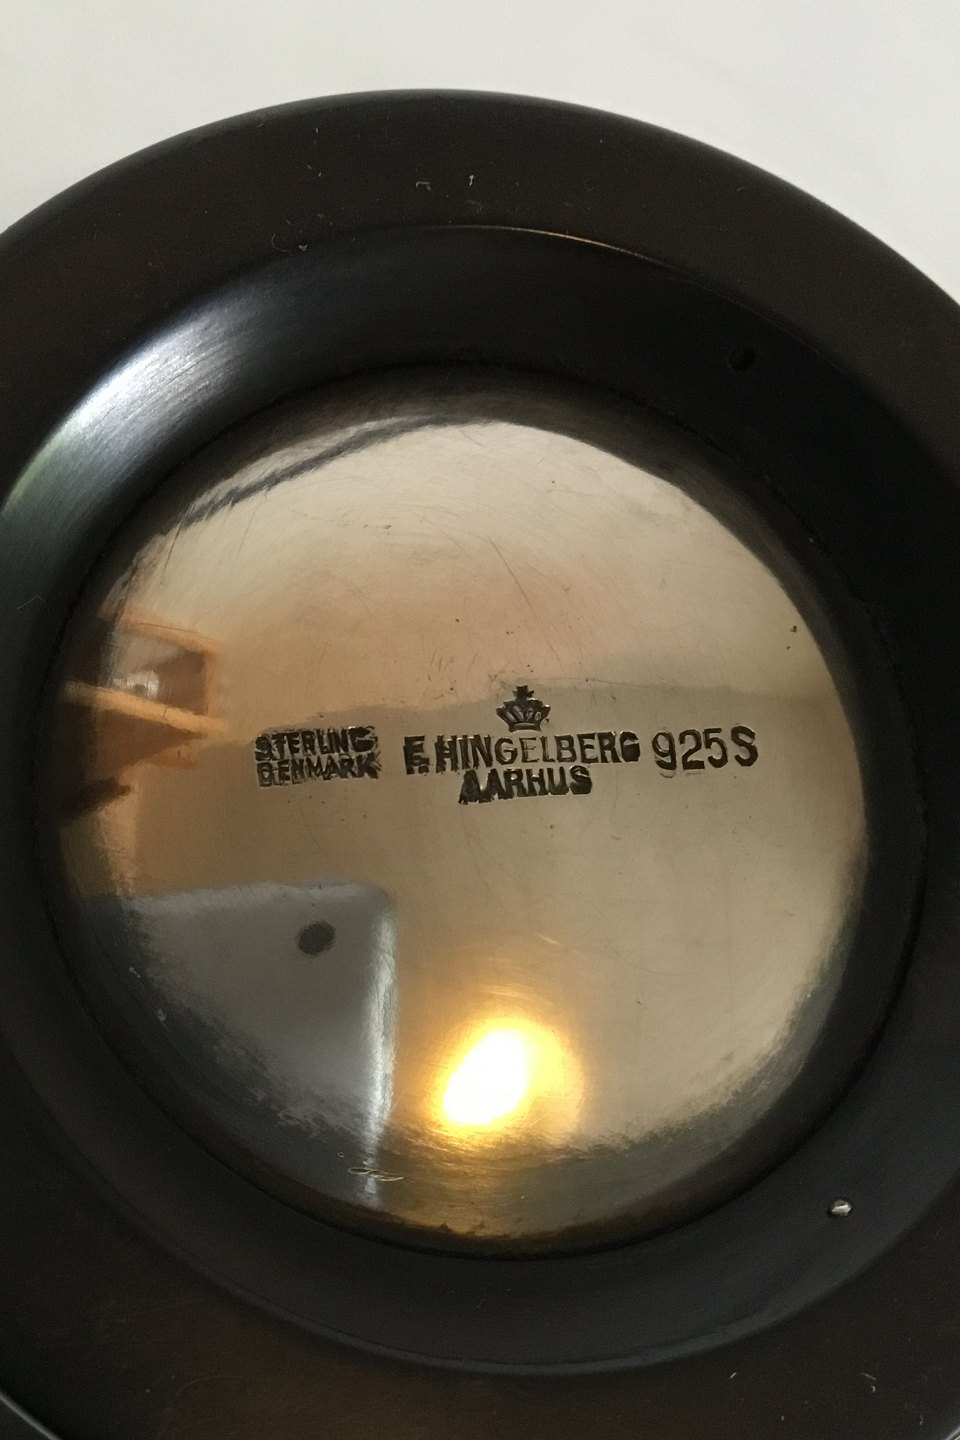 STERLING
DENMARK
F. HINGELBERG
AARHUS
925S